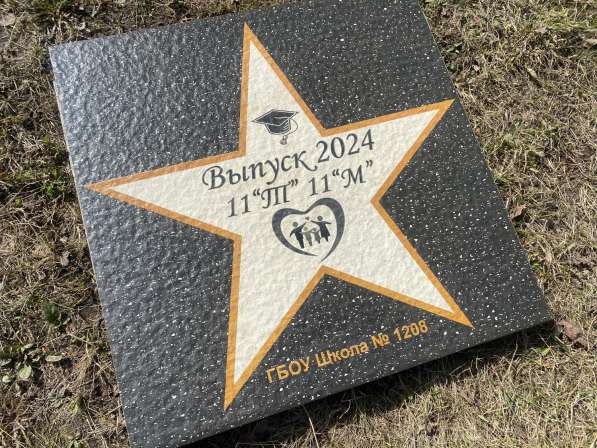 Выпуск 2024
11“Т” 11“М”
ГБОУ Школа № 1208